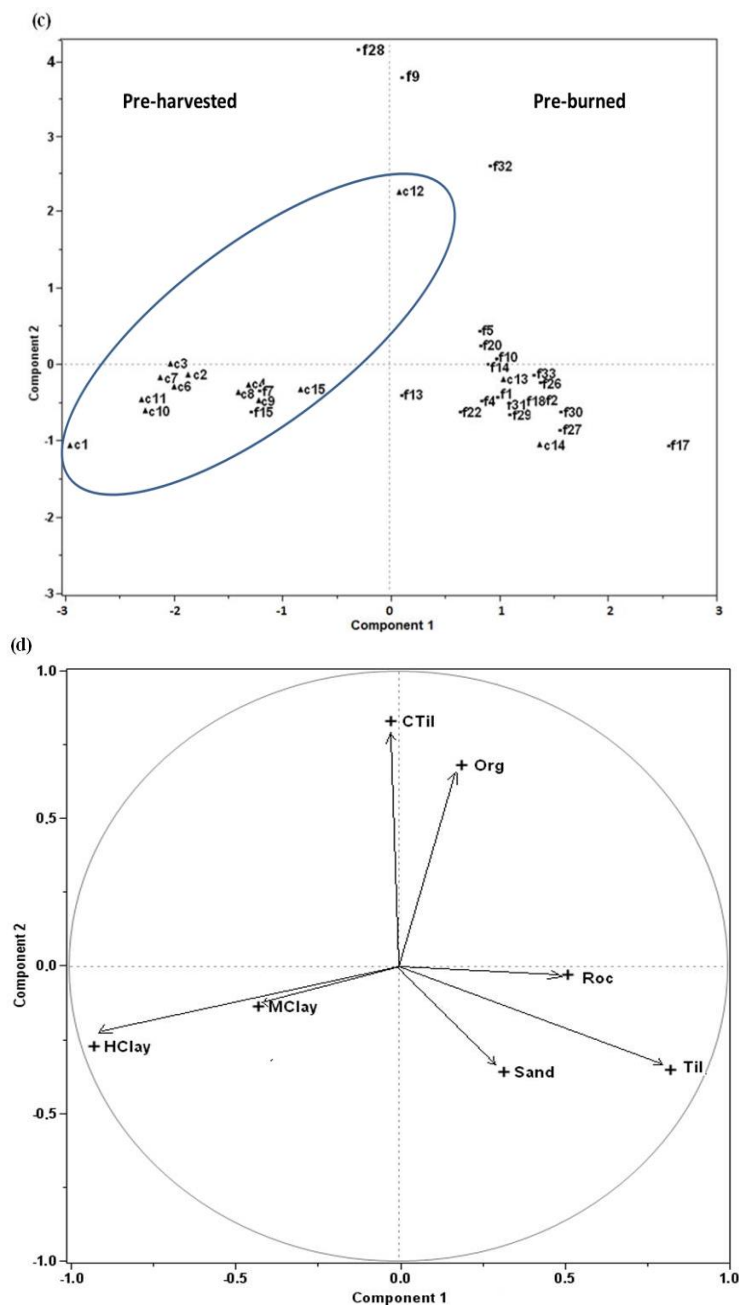 (c)
4
f28
f9
Pre-harvested
Pre-burned
3
f32
c12
2
1
f5
f20
f10
c3
0
f14
f33
c7
c2
c13
f26
c6
c4
c8
f7
c15
f13
c11
c9
f4
f1
f18
f2
c10
f15
f22
f31
f29
f30
f27
-1
c1
c14
f17
-2
-3
Component 2
-3
-2
-1
0
1
2
3
Component 1
(d)
1.0
CTil
Org
0.5
0.0
Roc
MClay
HClay
Sand
Til
-0.5
-1.0
Component 2
-1.0
-0.5
0.0
0.5
1.0
Component 1